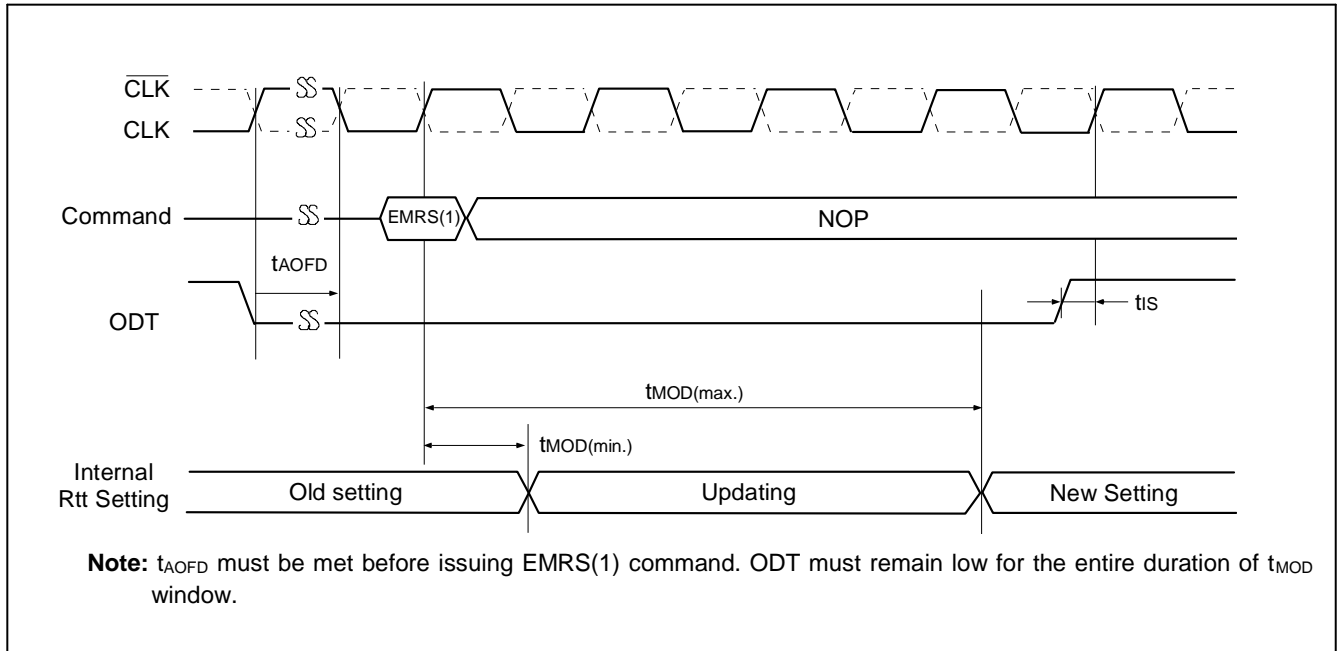 CLK
CLK
Command
EMRS(1)
NOP
tAOFD
ODT
tIS
tMOD(max.)
tMOD(min.)
Internal
Rtt Setting
Old setting
Updating
New Setting
Note: tAOFD must be met before issuing EMRS(1) command. ODT must remain low for the entire duration of tMOD
window.